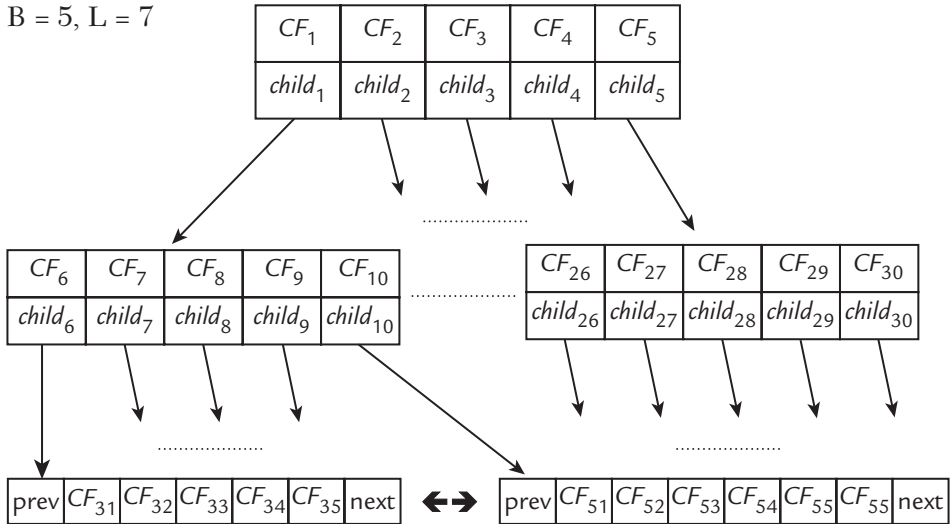 B = 5, L = 7
CF1 CF2 CF3 CF4 CF5
child1 child2 child3 child4 child5
CF6 CF7 CF8 CF9 CF10
child6 child7 child8 child9 child10
CF26 CF27 CF28 CF29 CF30
child26 child27 child28 child29 child30
prev CF31 CF32 CF33 CF34 CF35 next
prev CF51 CF52 CF53 CF54 CF55 CF55 next